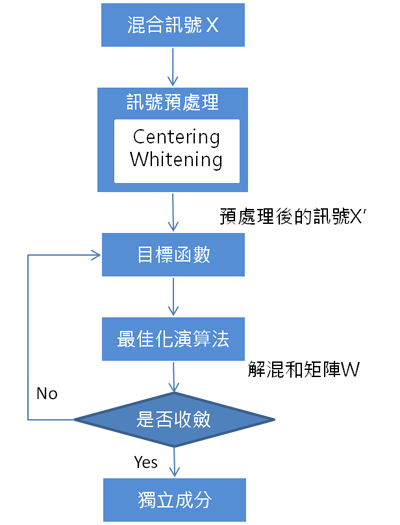 混合訊號X
訊號預處理
Centering
Whitening
預處理後的訊號X′
目標函數
最佳化演算法
解混和矩陣W
是否收斂
No
Yes
獨立成分